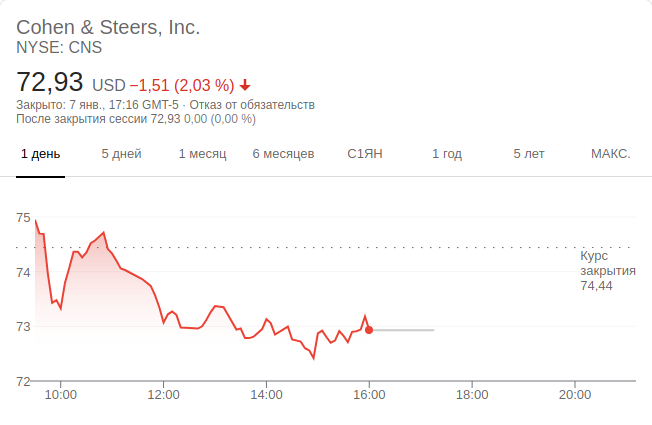 Cohen & Steers, Inc.
NYSE: CNS
72,93 USD −1,51 (2,03 %)
Закрыто: 7 янв., 17:16 GMT-5 · Отказ от обязательств
После закрытия сессии 72,93 0,00 (0,00 %)
1 день 5 дней 1 месяц 6 месяцев С1ЯН 1 год 5 лет МАКС.
75
74
73
72
Курс
закрытия
74,44
10:00 12:00 14:00 16:00 18:00 20:00